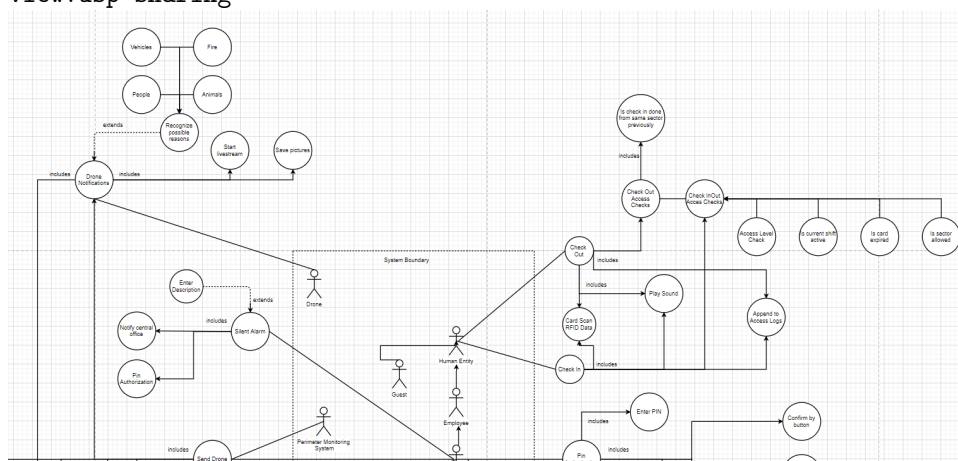 view.usp sharing
Vehicles
Fire
People
Animals
extends
Recognize
possible
reasons
Start
livestream
Save pictures
includes
Drone
Notifications
includes
Is check in done
from same sector
previously
includes
Check Out
Access
Checks
Check InOut
Acces Checks
Access Level
Check
Is current shift
active
Is card
expired
Is sector
allowed
System Boundary
Check
Out
includes
Drone
Enter
Description
extends
includes
Play Sound
Notify central
office
includes
Silent Alarm
Card Scan
RFID Data
Append to
Access Logs
Human Entity
includes
Check In
Pin
Authorization
Guest
Employee
Enter PIN
Confirm by
button
includes
Perimeter Monitoring
System
includes
Send Drone
includes
Pin